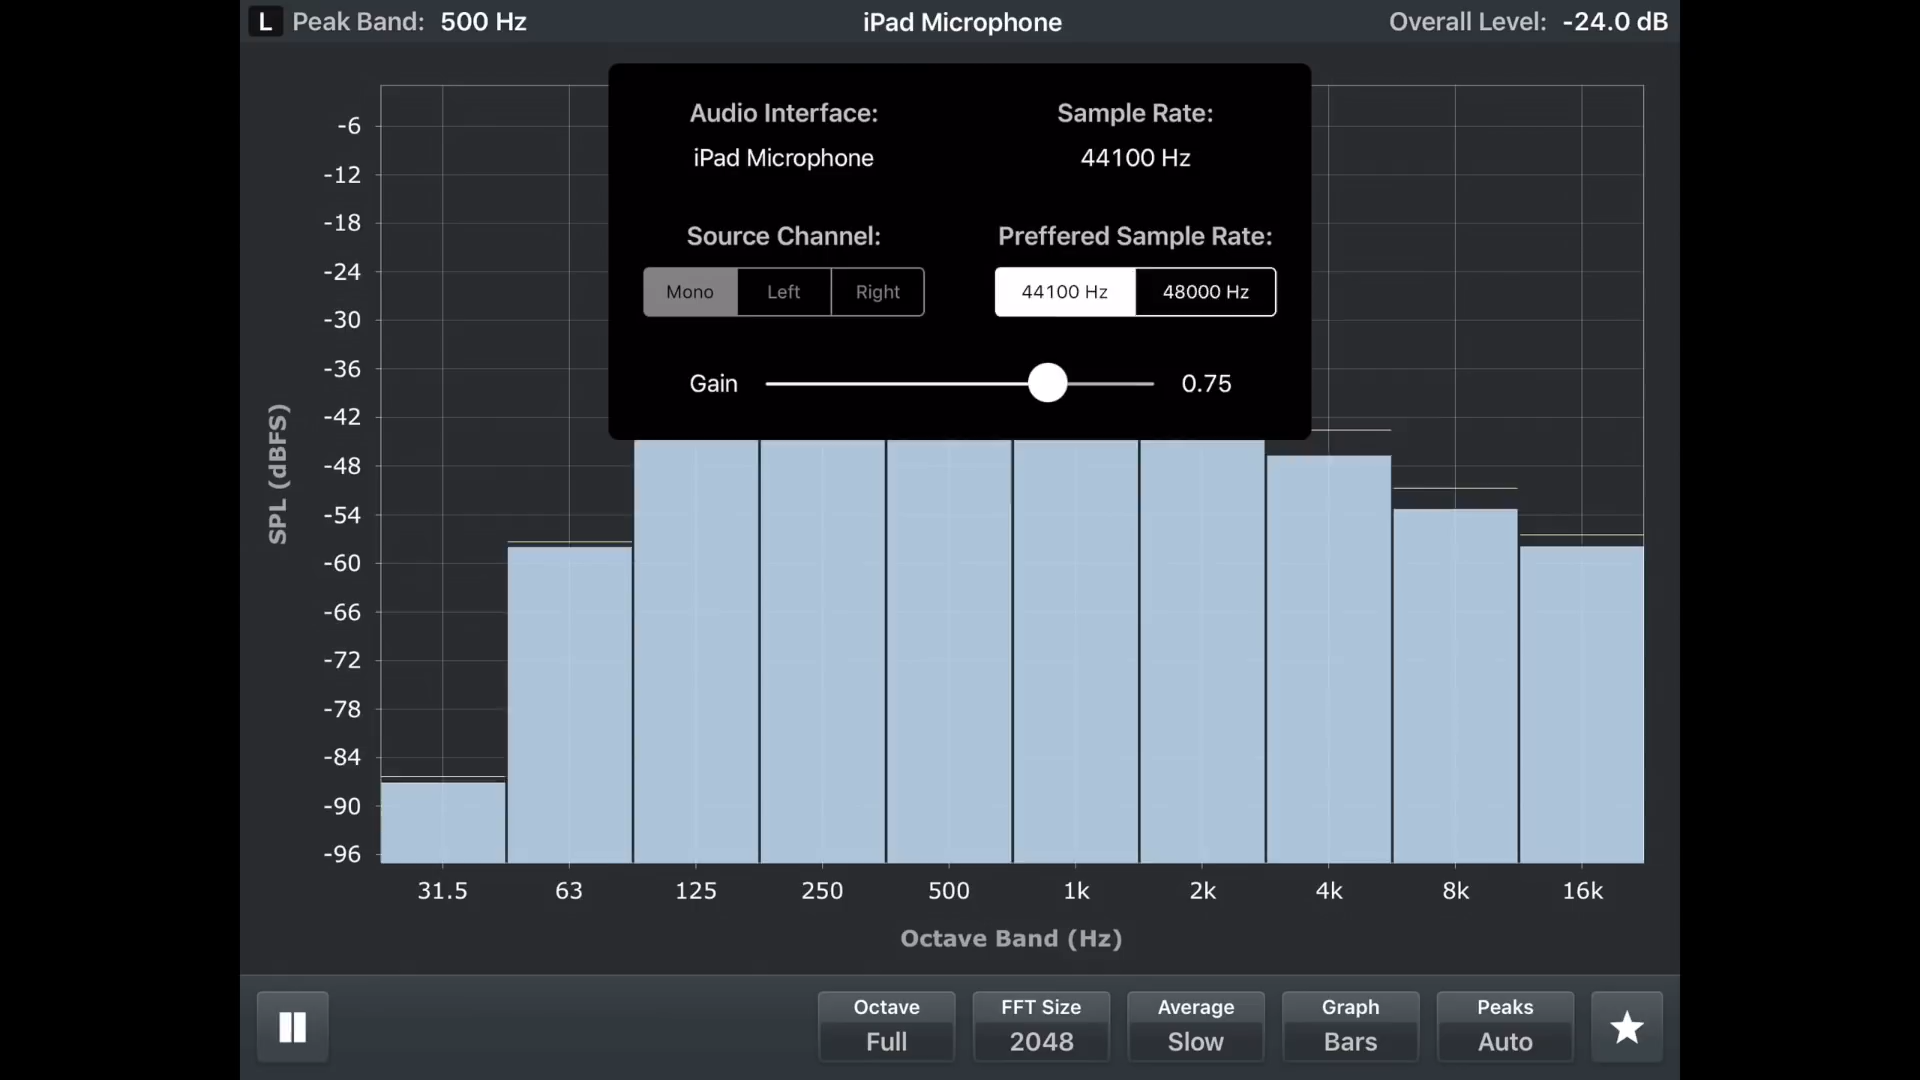 L Peak Band: 500 Hz
iPad Microphone
Overall Level: -24.0 dB
Audio Interface:
iPad Microphone
Sample Rate:
44100 Hz
Source Channel:
Mono Left Right
Preffered Sample Rate:
44100 Hz 48000 Hz
Gain 0.75
SPL (dBFS)
-6
-12
-18
-24
-30
-36
-42
-48
-54
-60
-66
-72
-78
-84
-90
-96
31.5 63 125 250 500 1k 2k 4k 8k 16k
Octave Band (Hz)
Octave
Full
FFT Size
2048
Average
Slow
Graph
Bars
Peaks
Auto